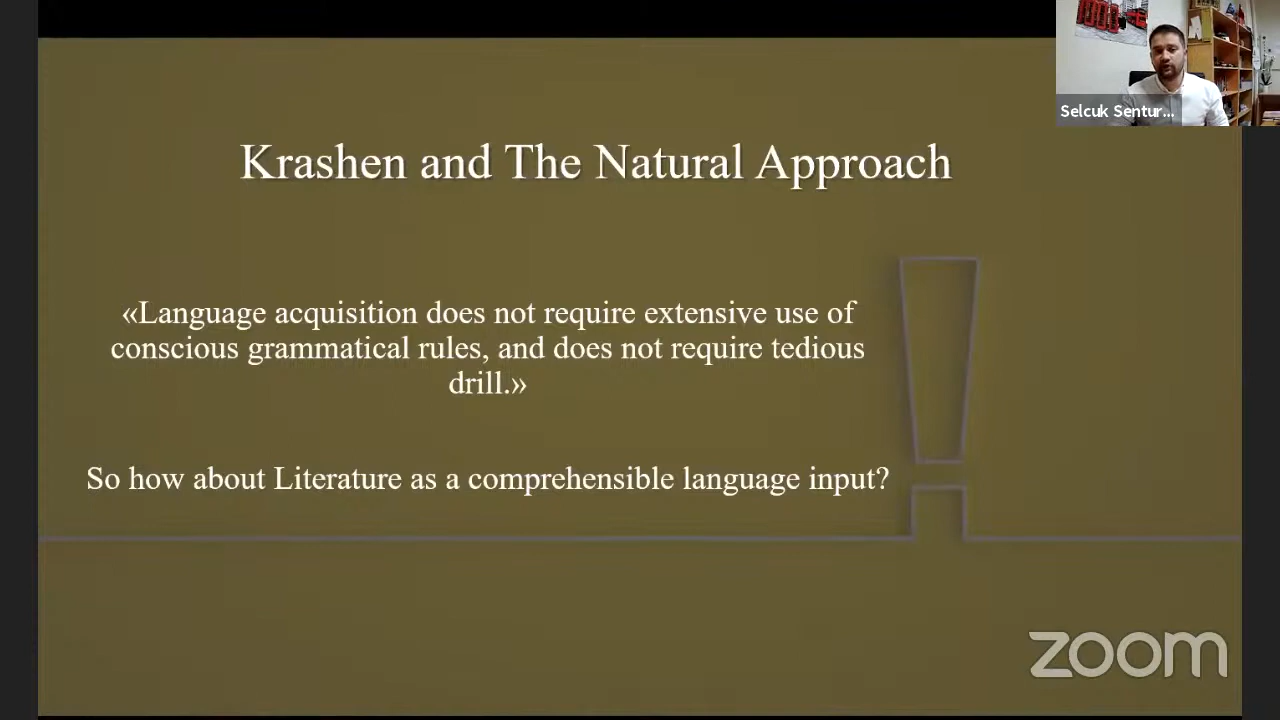 Selcuk Sentur...
Krashen and The Natural Approach
«Language acquisition does not require extensive use of
conscious grammatical rules, and does not require tedious
drill.»
So how about Literature as a comprehensible language input?
zoom